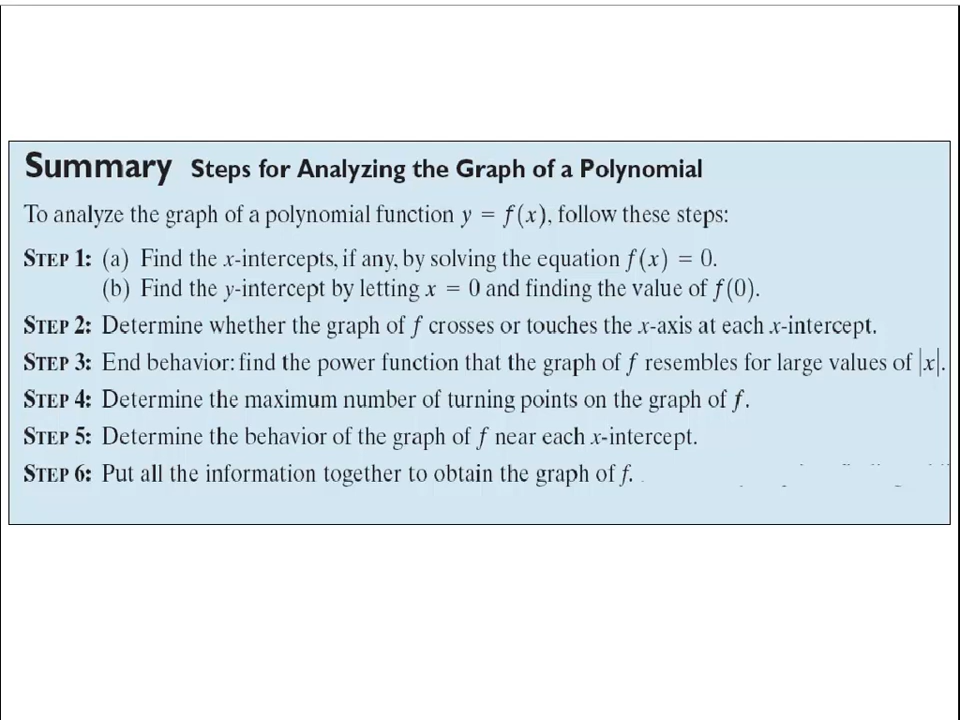 Summary Steps for Analyzing the Graph of a Polynomial
To analyze the graph of a polynomial function y = f(x), follow these steps:
STEP 1: (a) Find the x-intercepts, if any, by solving the equation f(x) = 0.
(b) Find the y-intercept by letting x = 0 and finding the value of f(0).
STEP 2: Determine whether the graph of f crosses or touches the x-axis at each x-intercept.
STEP 3: End behavior: find the power function that the graph of f resembles for large values of |x|.
STEP 4: Determine the maximum number of turning points on the graph of f.
STEP 5: Determine the behavior of the graph of f near each x-intercept.
STEP 6: Put all the information together to obtain the graph of f.